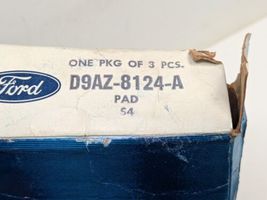 ONE PKG OF 3 PCS.
Ford
D9AZ-8124-A
PAD
54